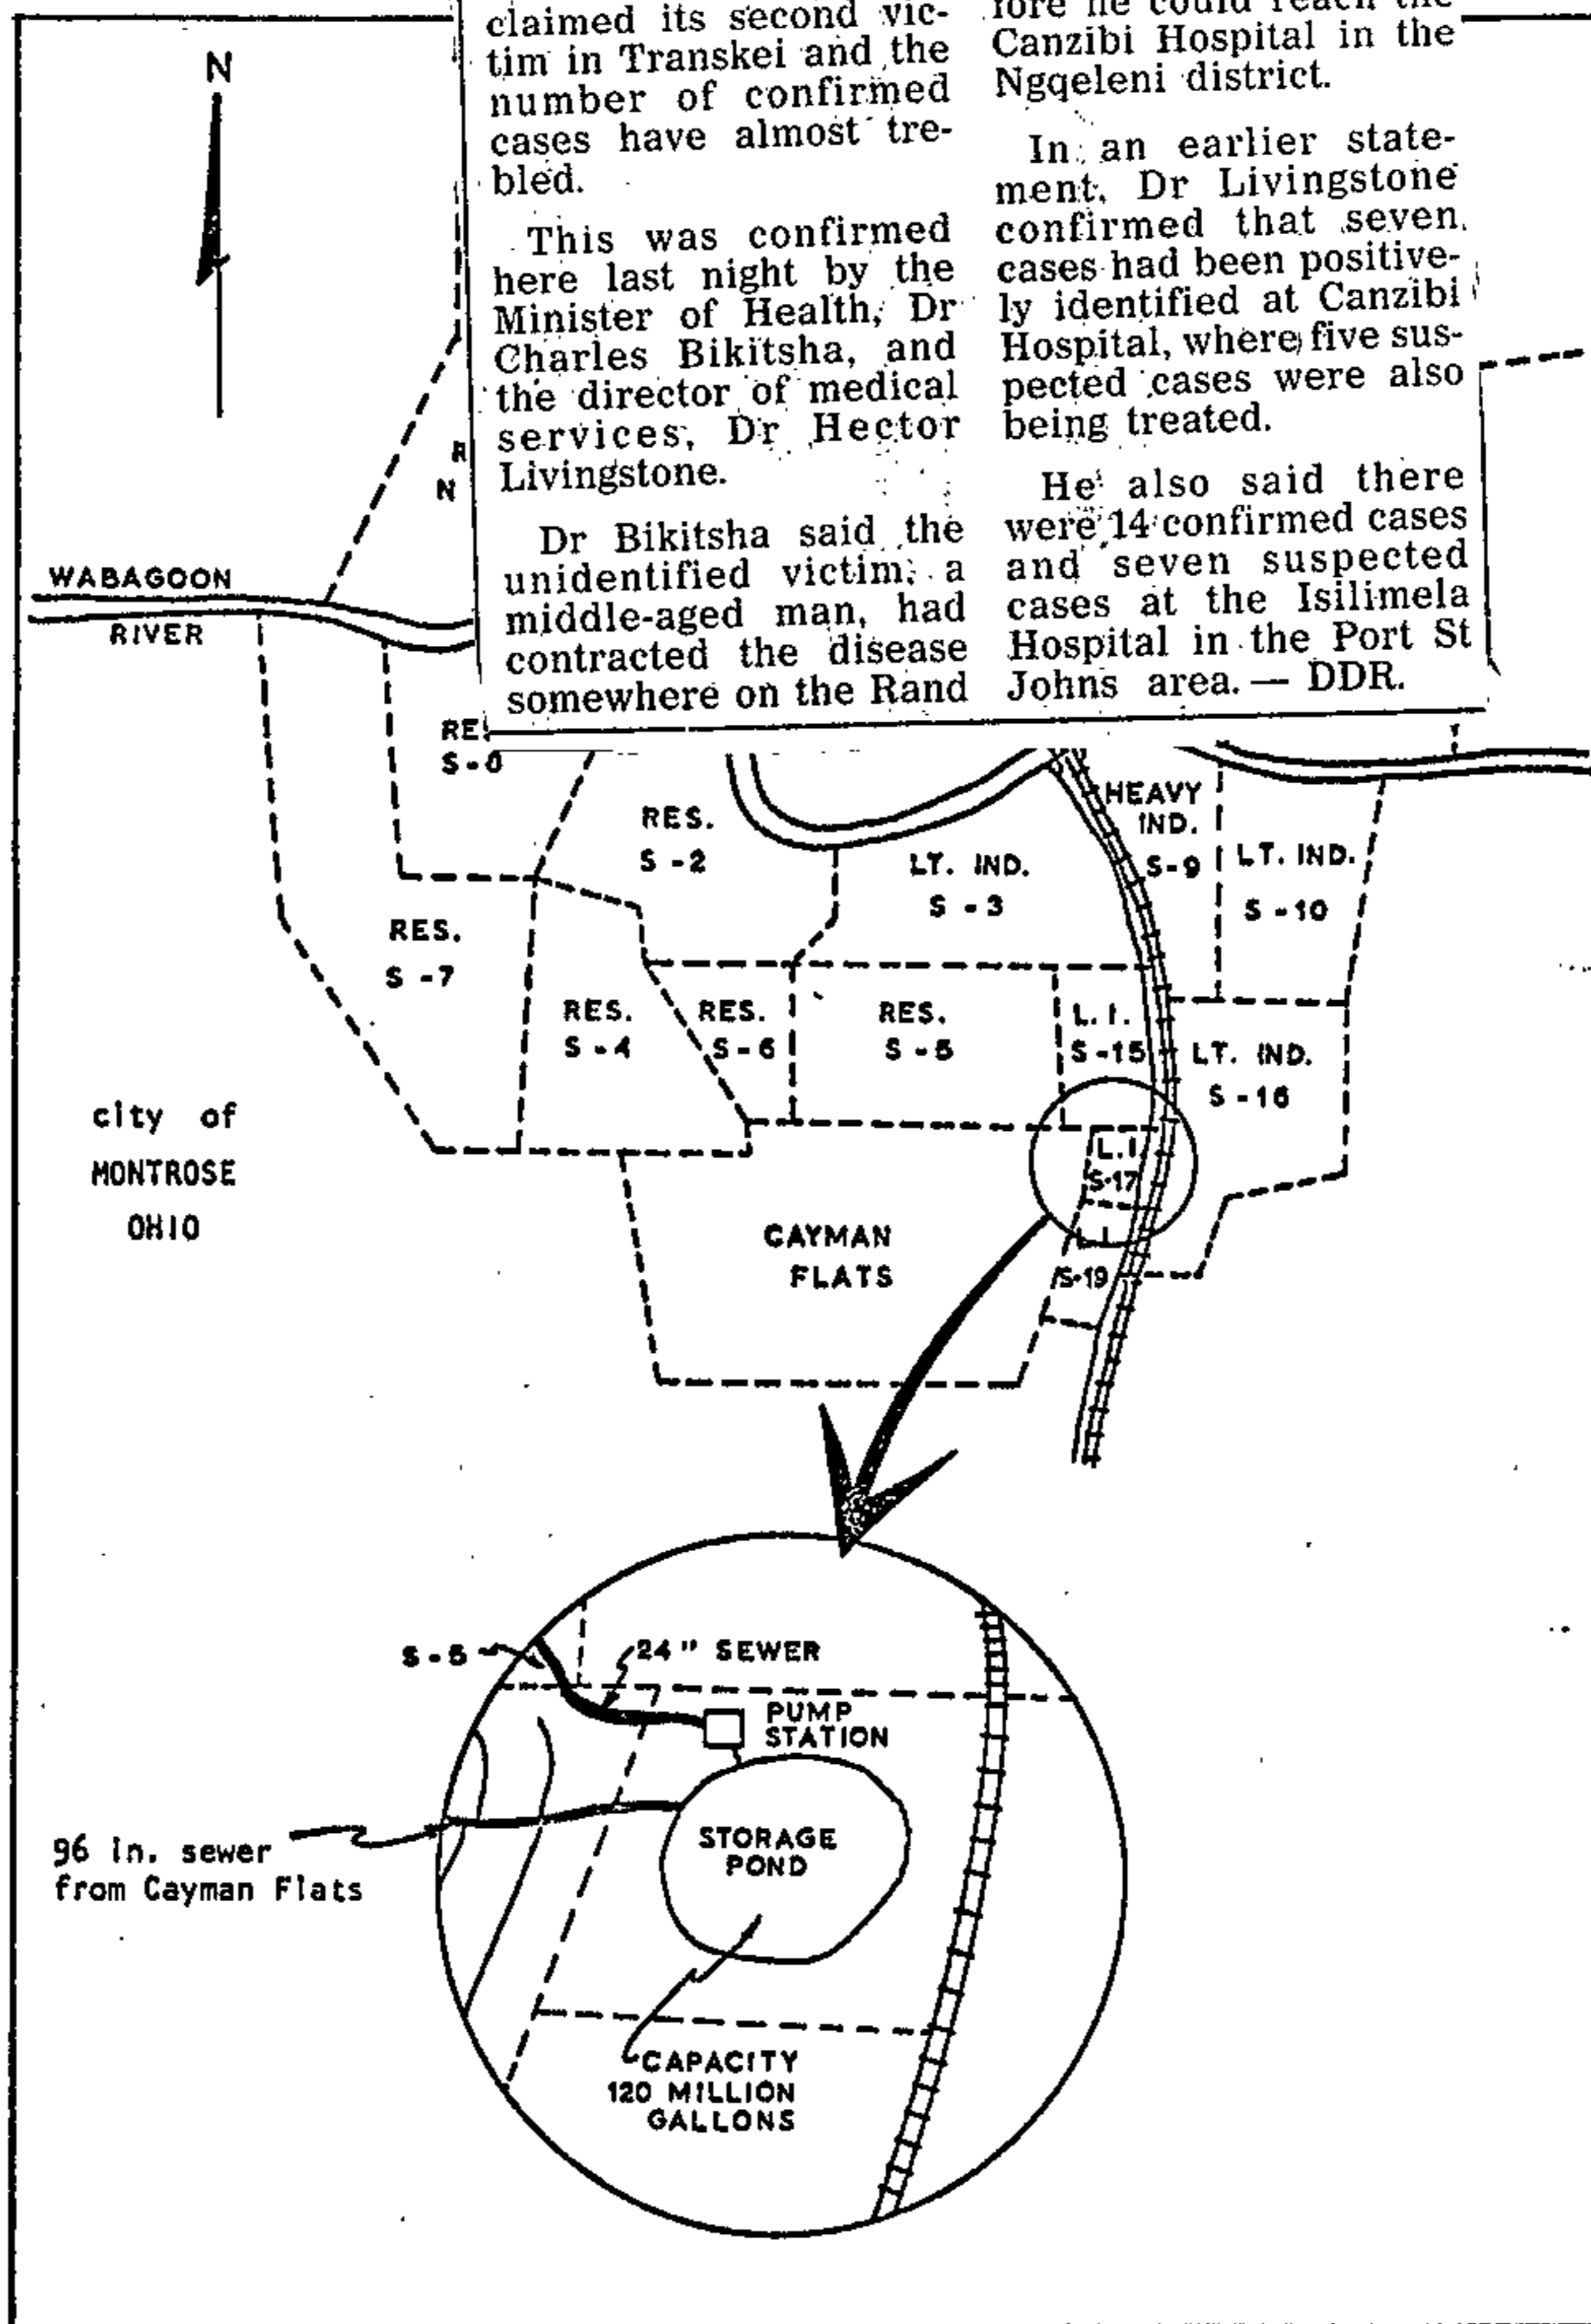 claimed its second vic-
tim in Transkei and the
number of confirmed
cases have almost tre-
bled.
This was confirmed
here last night by the
Minister of Health, Dr
Charles Bikitsha, and
the director of medical
services, Dr Hector
Livingstone.
Dr Bikitsha said the
unidentified victim, a
middle-aged man, had
contracted the disease
somewhere on the Rand
fore he could reach the
Canzibi Hospital in the
Ngqeleni district.
In an earlier state-
ment, Dr Livingstone
confirmed that seven
cases had been positive-
ly identified at Canzibi
Hospital, where five sus-
pected cases were also
being treated.
He also said there
were 14 confirmed cases
and seven suspected
cases at the Isilimela
Hospital in the Port St
Johns area. — DDR.
N
R
N
WABAGOON
RIVER
RE
RES.
S - 2
LT. IND.
S - 3
HEAVY
IND.
S-9
LT. IND.
S - 10
RES.
S - 7
RES.
S - 4
RES.
S - 6
RES.
S - 5
L. I.
S - 15
LT. IND.
S - 16
city of
MONTROSE
OHIO
L. I
S-17
L I
S-19
CAYMAN
FLATS
S - 5
24" SEWER
PUMP
STATION
STORAGE
POND
96 in. sewer
from Cayman Flats
CAPACITY
120 MILLION
GALLONS